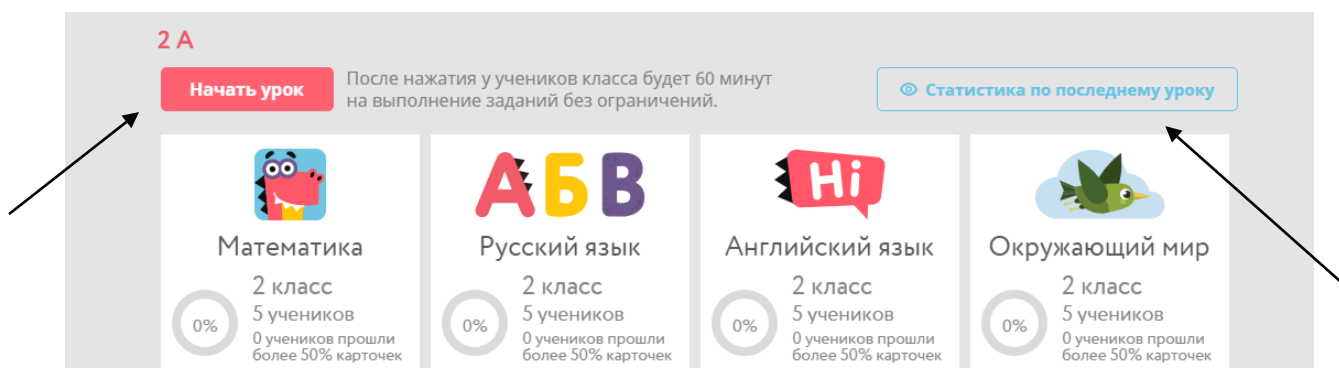 2 А
Начать урок
После нажатия у учеников класса будет 60 минут
на выполнение заданий без ограничений.
Статистика по последнему уроку
АБВ
Hi
Математика
2 класс
0%
5 учеников
0 учеников прошли
более 50% карточек
Русский язык
2 класс
0%
5 учеников
0 учеников прошли
более 50% карточек
Английский язык
2 класс
0%
5 учеников
0 учеников прошли
более 50% карточек
Окружающий мир
2 класс
0%
5 учеников
0 учеников прошли
более 50% карточек